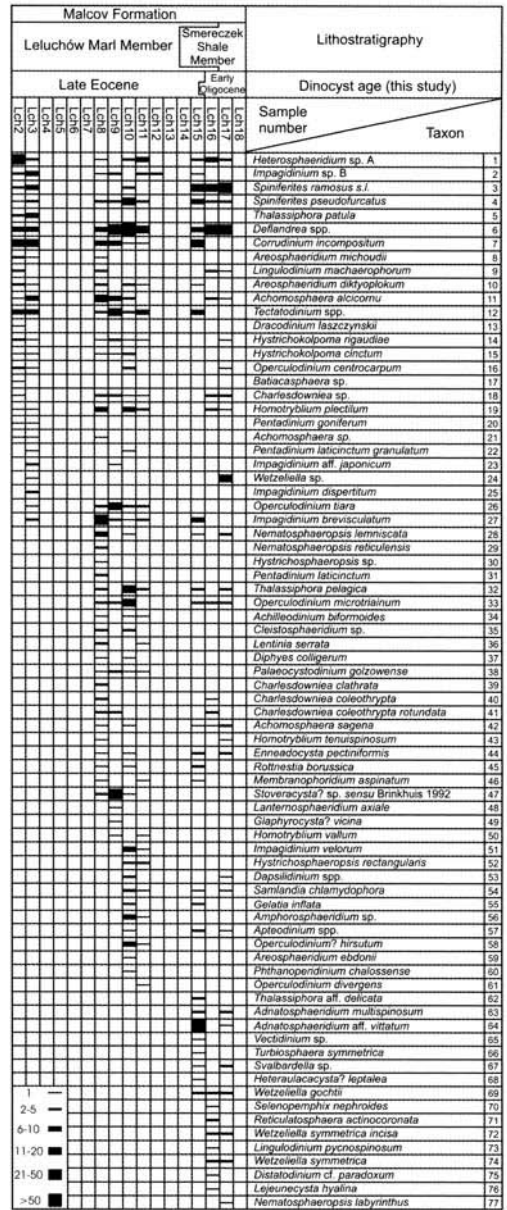 Malcov Formation
Leluchów Marl Member
Smereczek
Shale
Member
Lithostratigraphy
Late Eocene
Early
Oligocene
Dinocyst age (this study)
Lch2 Lch3 Lch4 Lch5 Lch6 Lch7 Lch8 Lch9 Lch10 Lch11 Lch12 Lch13 Lch14 Lch15 Lch16 Lch17 Lch18
Sample
number
Taxon
Heterosphaeridium sp. A 1
Impagidinium sp. B 2
Spiniferites ramosus s.l. 3
Spiniferites pseudofurcatus 4
Thalassiphora patula 5
Deflandrea spp. 6
Corrudinium incompositum 7
Areosphaeridium michoudii 8
Lingulodinium machaerophorum 9
Areosphaeridium diktyoplokum 10
Achomosphaera alcicornu 11
Tectatodinium spp. 12
Dracodinium laszczynskii 13
Hystrichokolpoma rigaudiae 14
Hystrichokolpoma cinctum 15
Operculodinium centrocarpum 16
Batiacasphaera sp. 17
Charlesdowniea sp. 18
Homotryblium plectilum 19
Pentadinium goniferum 20
Achomosphaera sp. 21
Pentadinium laticinctum granulatum 22
Impagidinium aff. japonicum 23
Wetzeliella sp. 24
Impagidinium dispertitum 25
Operculodinium tiara 26
Impagidinium brevisculatum 27
Nematosphaeropsis lemniscata 28
Nematosphaeropsis reticulensis 29
Hystrichosphaeropsis sp. 30
Pentadinium laticinctum 31
Thalassiphora pelagica 32
Operculodinium microtriainum 33
Achilleodinium biformoides 34
Cleistosphaeridium sp. 35
Lentinia serrata 36
Diphyes colligerum 37
Palaeocystodinium golzowense 38
Charlesdowniea clathrata 39
Charlesdowniea coleothrypta 40
Charlesdowniea coleothrypta rotundata 41
Achomosphaera sagena 42
Homotryblium tenuispinosum 43
Enneadocysta pectiniformis 44
Rottnestia borussica 45
Membranophoridium aspinatum 46
Stoveracysta? sp. sensu Brinkhuis 1992 47
Lanternosphaeridium axiale 48
Glaphyrocysta? vicina 49
Homotryblium vallum 50
Impagidinium velorum 51
Hystrichosphaeropsis rectangularis 52
Dapsilidinium spp. 53
Samlandia chlamydophora 54
Gelatia inflata 55
Amphorosphaeridium sp. 56
Apteodinium spp. 57
Operculodinium? hirsutum 58
Areosphaeridium ebdonii 59
Phthanoperidinium chalossense 60
Operculodinium divergens 61
Thalassiphora aff. delicata 62
Adnatosphaeridium multispinosum 63
Adnatosphaeridium aff. vittatum 64
Vectidinium sp. 65
Turbiosphaera symmetrica 66
Svalbardella sp. 67
Heteraulacacysta? leptalea 68
1 Wetzeliella gochtii 69
2-5 Selenopemphix nephroides 70
Reticulatosphaera actinocoronata 71
6-10 Wetzeliella symmetrica incisa 72
11-20 Lingulodinium pycnospinosum 73
Wetzeliella symmetrica 74
21-50 Distatodinium cf. paradoxum 75
Lejeunecysta hyalina 76
>50 Nematosphaeropsis labyrinthus 77